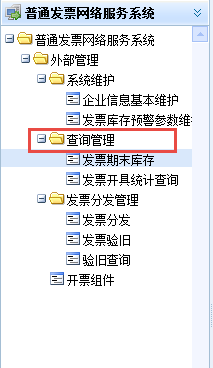 普通发票网络服务系统
普通发票网络服务系统
外部管理
系统维护
企业信息基本维护
发票库存预警参数维
查询管理
发票期末库存
发票开具统计查询
发票分发管理
发票分发
发票验旧
验旧查询
开票组件